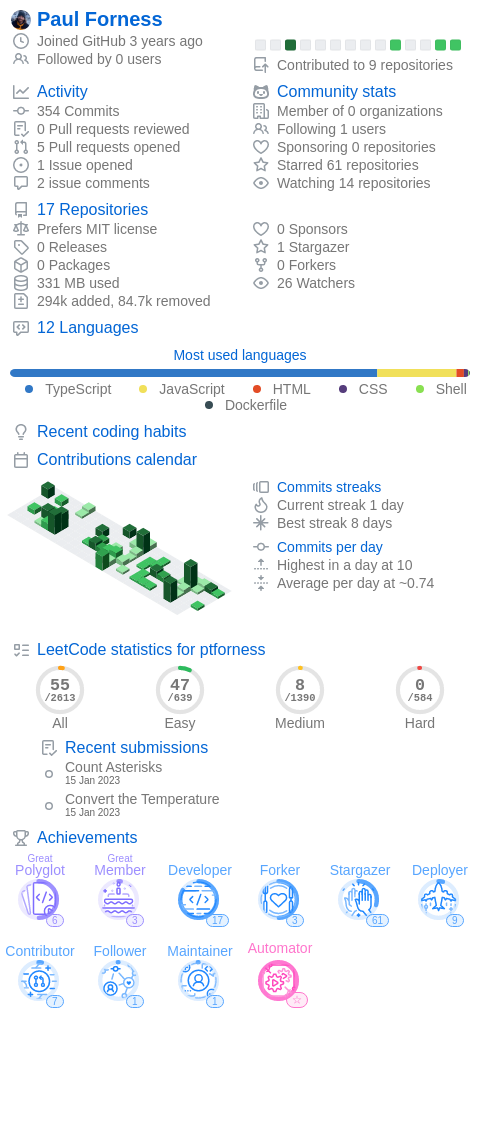 Paul Forness
Joined GitHub 3 years ago
Followed by 0 users
Contributed to 9 repositories
Activity
354 Commits
0 Pull requests reviewed
5 Pull requests opened
1 Issue opened
2 issue comments
Community stats
Member of 0 organizations
Following 1 users
Sponsoring 0 repositories
Starred 61 repositories
Watching 14 repositories
17 Repositories
Prefers MIT license
0 Releases
0 Packages
331 MB used
294k added, 84.7k removed
0 Sponsors
1 Stargazer
0 Forkers
26 Watchers
12 Languages
Most used languages
TypeScript JavaScript HTML CSS Shell
Dockerfile
Recent coding habits
Contributions calendar
Commits streaks
Current streak 1 day
Best streak 8 days
Commits per day
Highest in a day at 10
Average per day at ~0.74
LeetCode statistics for ptforness
55 47 8 0
/2613 /639 /1390 /584
All Easy Medium Hard
Recent submissions
Count Asterisks
15 Jan 2023
Convert the Temperature
15 Jan 2023
Achievements
Great Great
Polyglot Member Developer Forker Stargazer Deployer
6 3 17 3 61 9
Contributor Follower Maintainer Automator
7 1 1